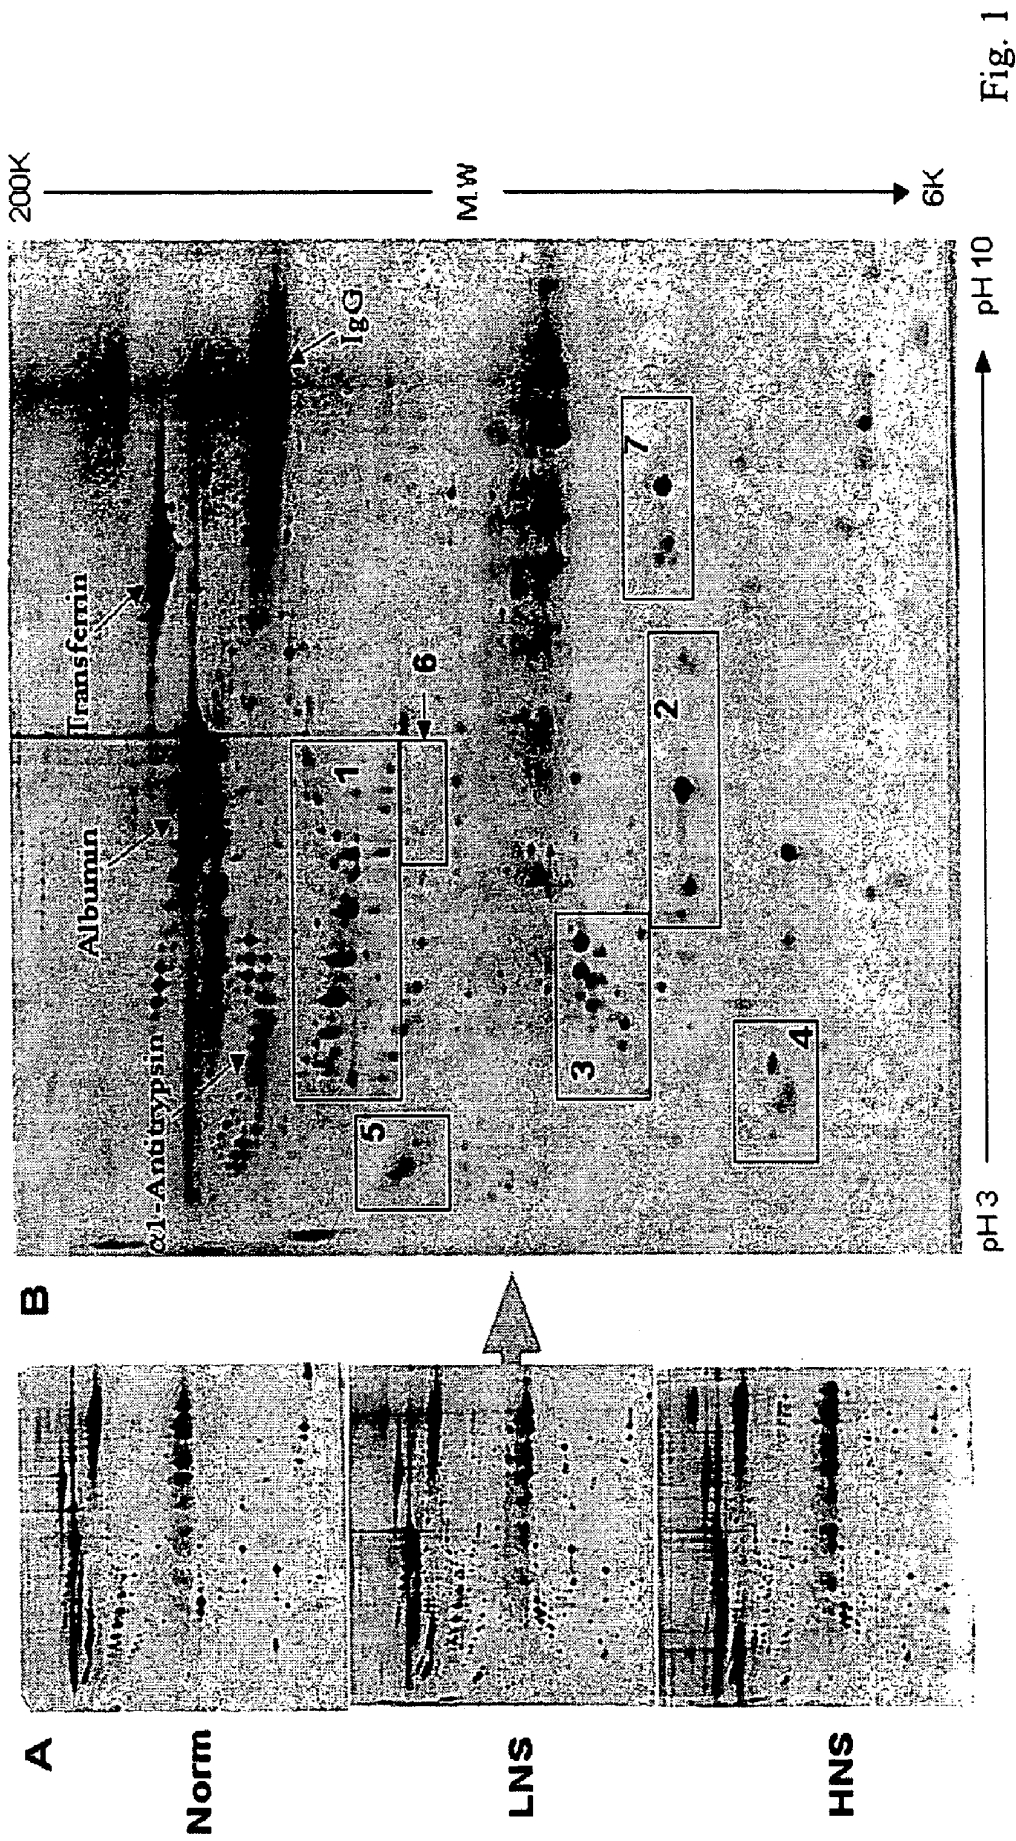 A
Norm
LNS
HNS
B
α1-Antitrypsin
Albumin
Transferrin
IgG
1
2
3
4
5
6
7
200K
M.W
6K
pH 3
pH 10
Fig. 1